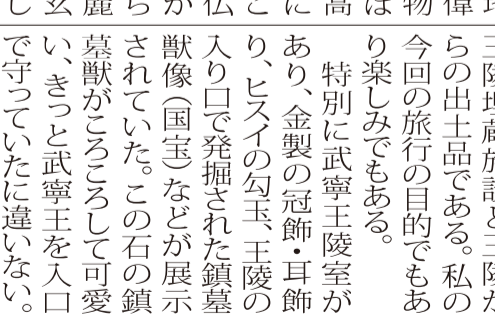 らの出土品である。私の
今回の旅行の目的でもあ
り楽しみでもある。
特別に武寧王陵室が
あり、金製の冠飾・耳飾
り、ヒスイの勾玉、王陵の
入り口で発掘された鎮墓
獣像（国宝）などが展示
されていた。この石の鎮
墓獣がころころして可愛
い、きっと武寧王を入口
で守っていたに違いない。